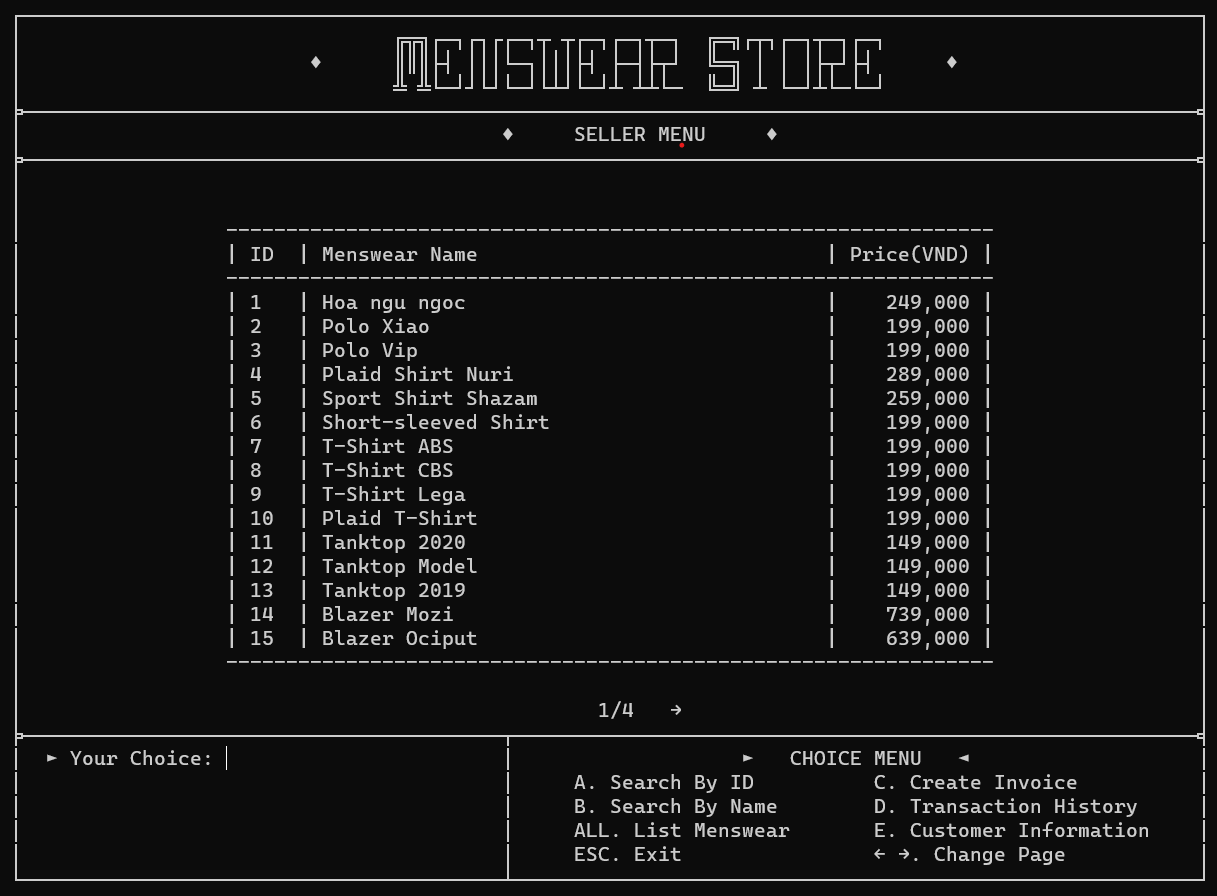 MENSWEAR STORE
♦ SELLER MENU ♦
| ID | Menswear Name | Price(VND) |
| 1 | Hoa ngu ngoc | 249,000 |
| 2 | Polo Xiao | 199,000 |
| 3 | Polo Vip | 199,000 |
| 4 | Plaid Shirt Nuri | 289,000 |
| 5 | Sport Shirt Shazam | 259,000 |
| 6 | Short-sleeved Shirt | 199,000 |
| 7 | T-Shirt ABS | 199,000 |
| 8 | T-Shirt CBS | 199,000 |
| 9 | T-Shirt Lega | 199,000 |
| 10 | Plaid T-Shirt | 199,000 |
| 11 | Tanktop 2020 | 149,000 |
| 12 | Tanktop Model | 149,000 |
| 13 | Tanktop 2019 | 149,000 |
| 14 | Blazer Mozi | 739,000 |
| 15 | Blazer Ociput | 639,000 |
1/4 →
► Your Choice:
► CHOICE MENU ◄
A. Search By ID C. Create Invoice
B. Search By Name D. Transaction History
ALL. List Menswear E. Customer Information
ESC. Exit ← →. Change Page